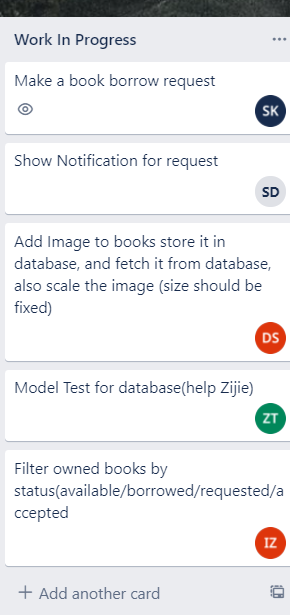 Work In Progress
Make a book borrow request
SK
Show Notification for request
SD
Add Image to books store it in
database, and fetch it from database,
also scale the image (size should be
fixed)
DS
Model Test for database(help Zijie)
ZT
Filter owned books by
status(available/borrowed/requested/a
ccepted
IZ
+ Add another card